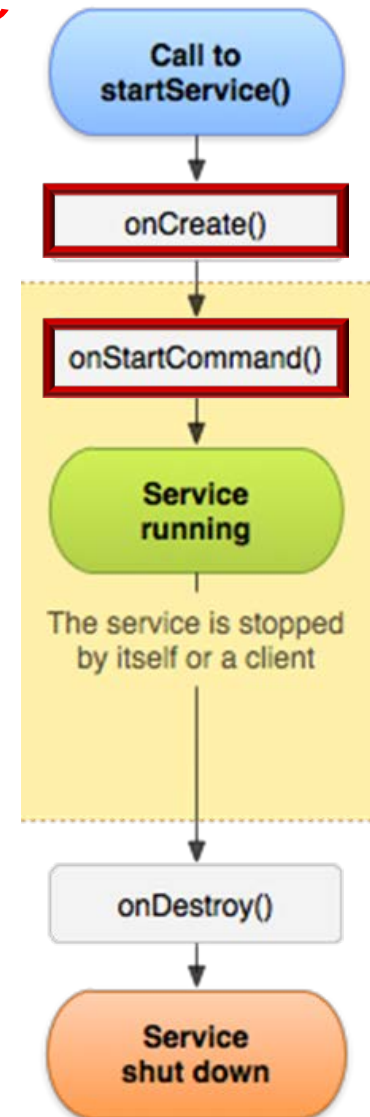 Call to
startService()
onCreate()
onStartCommand()
Service
running
The service is stopped
by itself or a client
onDestroy()
Service
shut down